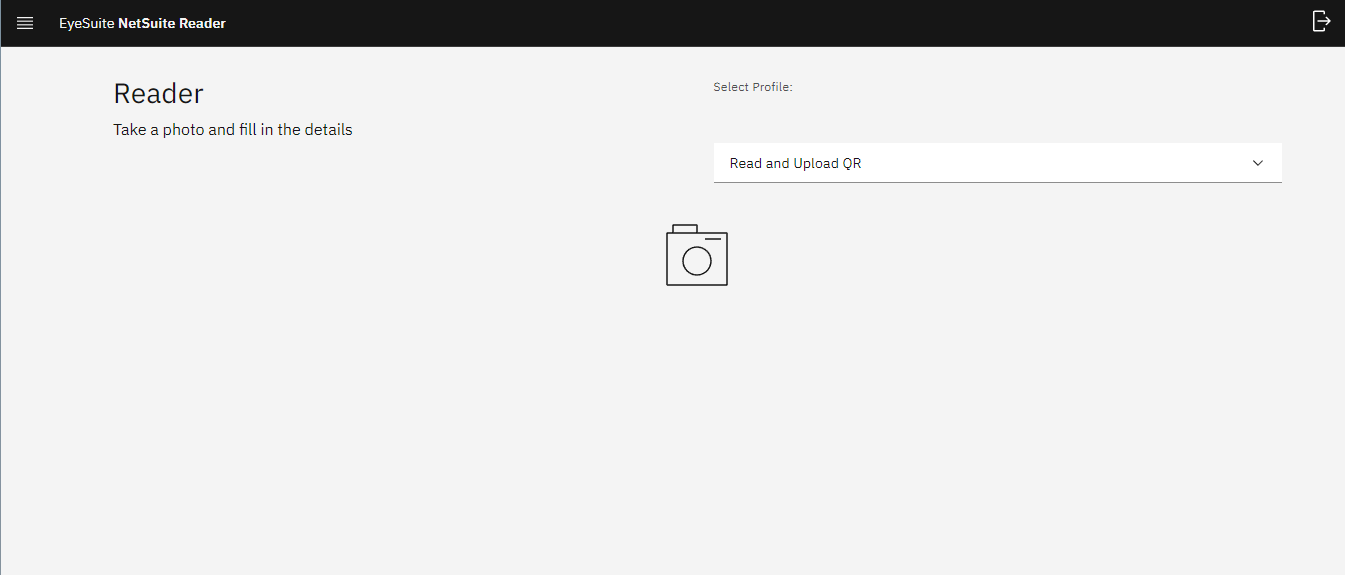 EyeSuite NetSuite Reader
Reader
Take a photo and fill in the details
Select Profile:
Read and Upload QR